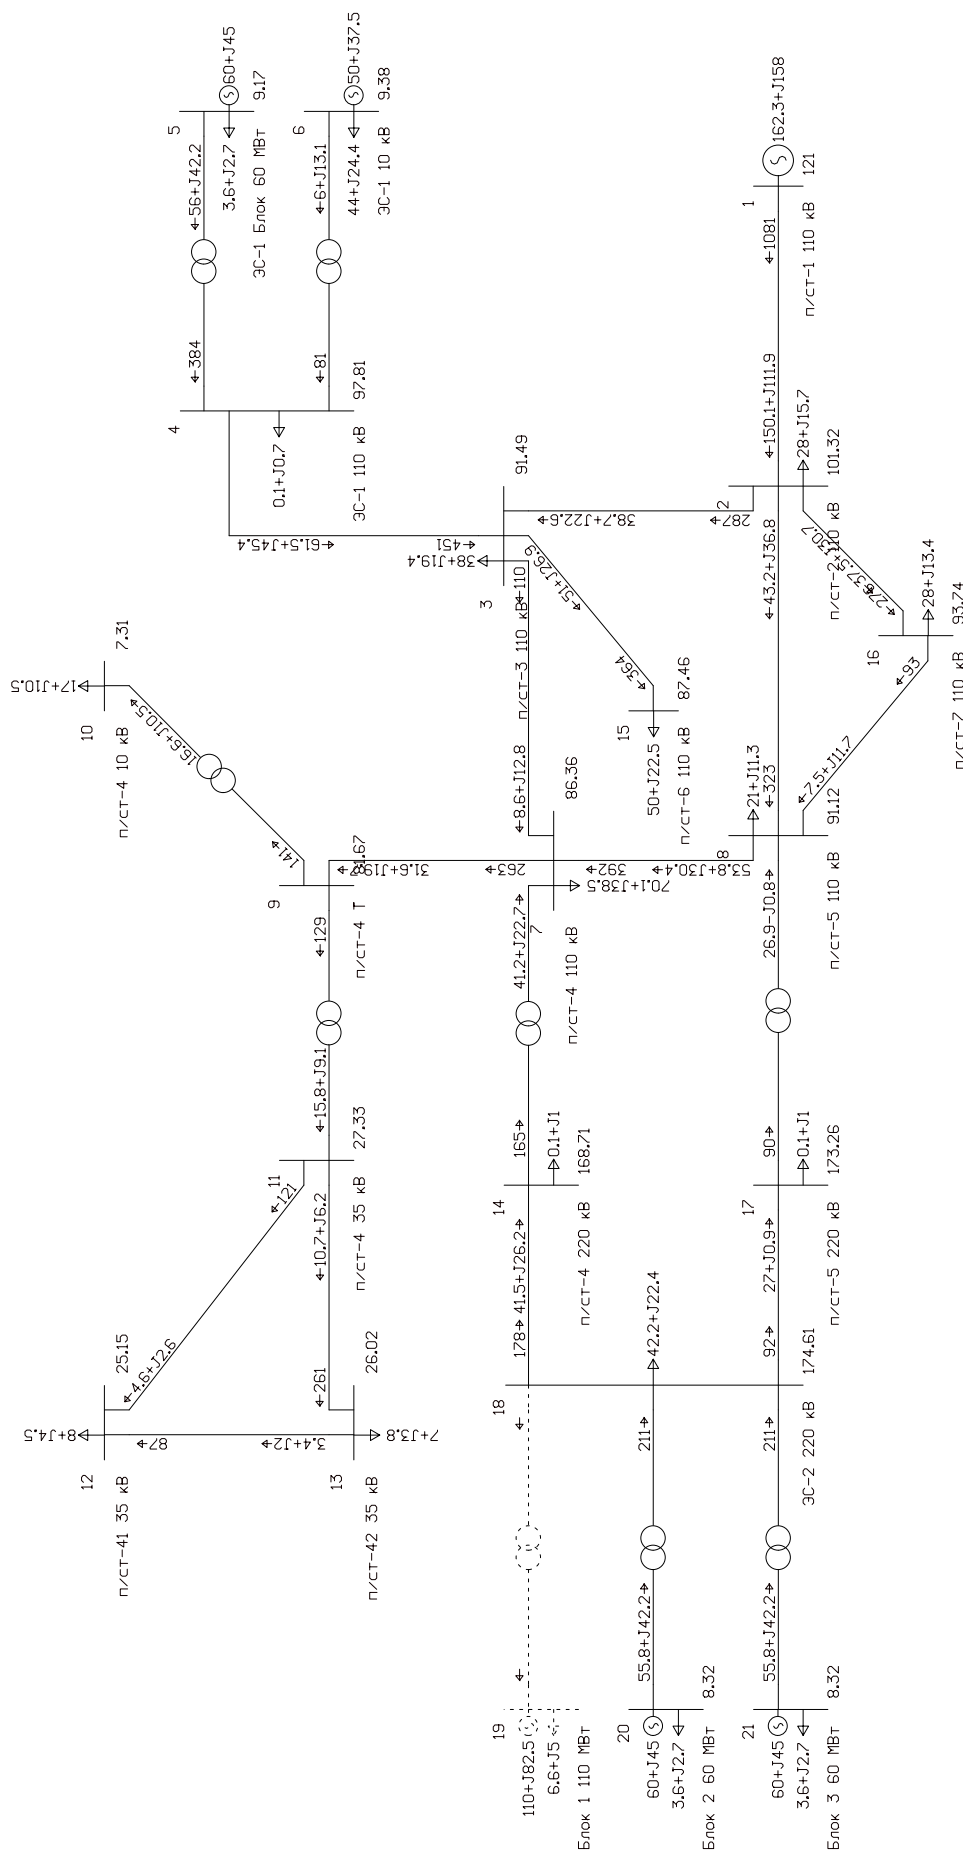 5
60+J45
3.6+J2.7
9.17
56+J42.2
384
ЭС-1 Блок 60 МВт
6
50+J37.5
44+J24.4
9.38
6+J13.1
81
ЭС-1 10 кВ
4
97.81
0.1+J0.7
ЭС-1 110 кВ
61.5+J45.4
451
1
162.3+J158
121
п/ст-1 110 кВ
1081
150.1+J111.9
2
28+J15.7
101.32
п/ст-2 110 кВ
38.7+J22.6
287
43.2+J36.8
323
37.5+J30.7
276
3
38+J19.4
91.49
п/ст-3 110 кВ
110
8.6+J12.8
51+J26.9
364
15
50+J22.5
87.46
п/ст-6 110 кВ
16
28+J13.4
93.74
п/ст-7 110 кВ
93
7.5+J11.7
10
17+J10.5
7.31
п/ст-4 10 кВ
16.6+J10.5
141
9
81.67
п/ст-4 Т
129
15.8+J9.1
31.6+J19.7
263
7
86.36
70.1+J38.5
п/ст-4 110 кВ
392
53.8+J30.4
41.2+J22.7
165
8
21+J11.3
91.12
п/ст-5 110 кВ
26.9-J0.8
90
11
27.33
п/ст-4 35 кВ
121
4.6+J2.6
10.7+J6.2
261
12
8+J4.5
25.15
п/ст-41 35 кВ
87
3.4+J2
13
7+J3.8
26.02
п/ст-42 35 кВ
14
0.1+J1
168.71
п/ст-4 220 кВ
41.5+J26.2
178
17
0.1+J1
173.26
п/ст-5 220 кВ
27+J0.9
92
18
42.2+J22.4
174.61
ЭС-2 220 кВ
211
211
19
110+J82.5
6.6+J5
Блок 1 110 МВт
20
60+J45
3.6+J2.7
8.32
Блок 2 60 МВт
55.8+J42.2
21
60+J45
3.6+J2.7
8.32
Блок 3 60 МВт
55.8+J42.2